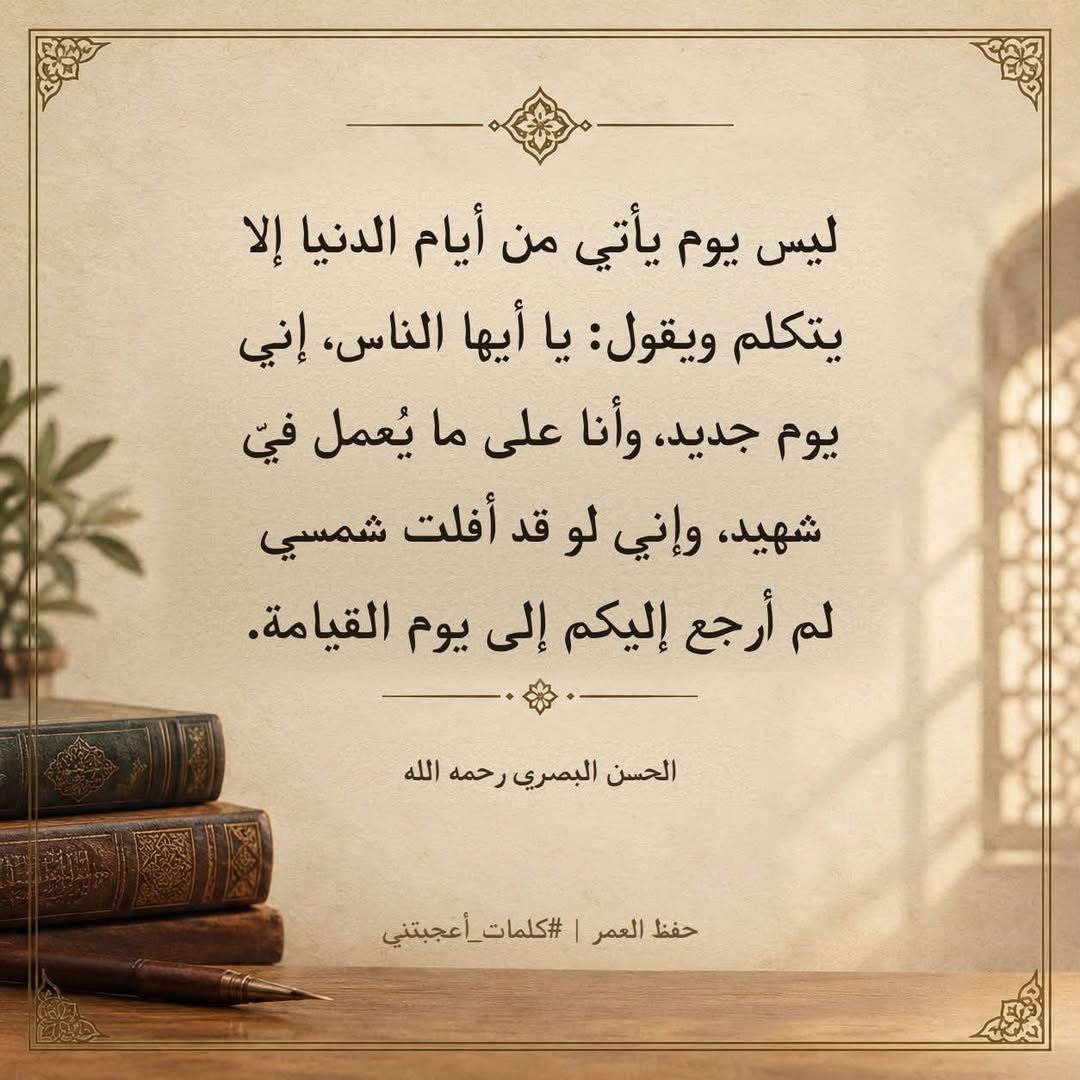 ليس يوم يأتي من أيام الدنيا إلا
يتكلم ويقول: يا أيها الناس، إني
يوم جديد، وأنا على ما يُعمل فيّ
شهيد، وإني لو قد أفلت شمسي
لم أرجع إليكم إلى يوم القيامة.
الحسن البصري رحمه الله
حفظ العمر | #كلمات_أعجبتني